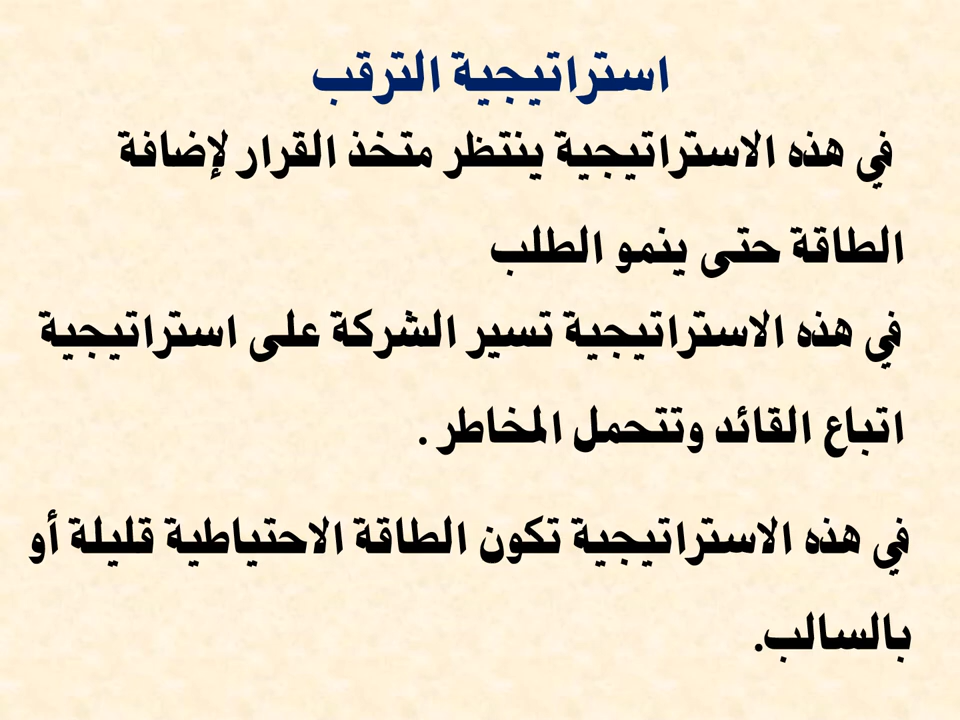 استراتيجية الترقب
في هذه الاستراتيجية ينتظر متخذ القرار لإضافة
الطاقة حتى ينمو الطلب
في هذه الاستراتيجية تسير الشركة على استراتيجية
اتباع القائد وتتحمل المخاطر .
في هذه الاستراتيجية تكون الطاقة الاحتياطية قليلة أو
بالسالب.